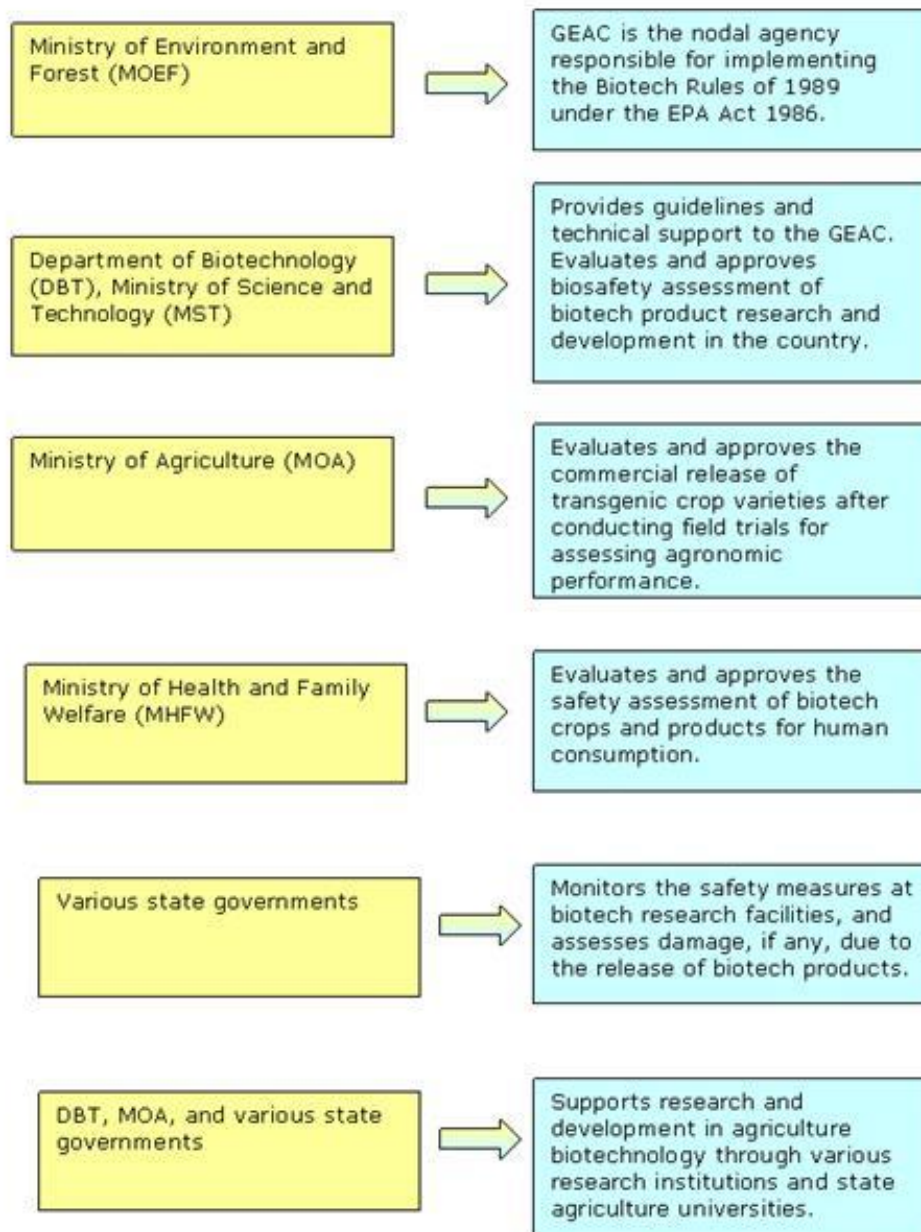 Ministry of Environment and
Forest (MOEF)
GEAC is the nodal agency
responsible for implementing
the Biotech Rules of 1989
under the EPA Act 1986.
Department of Biotechnology
(DBT), Ministry of Science and
Technology (MST)
Provides guidelines and
technical support to the GEAC.
Evaluates and approves
biosafety assessment of
biotech product research and
development in the country.
Ministry of Agriculture (MOA)
Evaluates and approves the
commercial release of
transgenic crop varieties after
conducting field trials for
assessing agronomic
performance.
Ministry of Health and Family
Welfare (MHFW)
Evaluates and approves the
safety assessment of biotech
crops and products for human
consumption.
Various state governments
Monitors the safety measures at
biotech research facilities, and
assesses damage, if any, due to
the release of biotech products.
DBT, MOA, and various state
governments
Supports research and
development in agriculture
biotechnology through various
research institutions and state
agriculture universities.